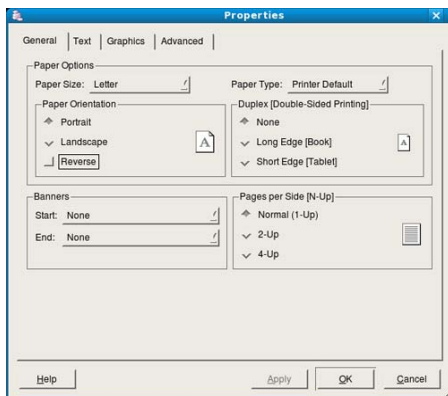 Properties
General Text Graphics Advanced
Paper Options
Paper Size: Letter Paper Type: Printer Default
Paper Orientation Duplex [Double-Sided Printing]
Portrait None
Landscape A Long Edge [Book] A
Reverse Short Edge [Tablet]
Banners Pages per Side [N-Up]
Start: None Normal (1-Up)
End: None 2-Up
4-Up
Help Apply OK Cancel